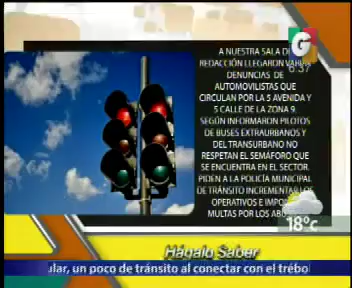 A NUESTRA SALA DE
REDACCIÓN LLEGARON VARIAS
DENUNCIAS DE
AUTOMOVILISTAS QUE
CIRCULAN POR LA 5 AVENIDA Y
5 CALLE DE LA ZONA 9.
SEGÚN INFORMARON PILOTOS
DE BUSES EXTRAURBANOS Y
DEL TRANSURBANO NO
RESPETAN EL SEMÁFORO QUE
SE ENCUENTRA EN EL SECTOR.
PIDEN A LA POLICÍA MUNICIPAL
DE TRÁNSITO INCREMENTAR LOS
OPERATIVOS E
MULTAS POR LOS
G
6:37
18°C
Hágalo Saber
ular, un poco de tránsito al conectar con el trébol